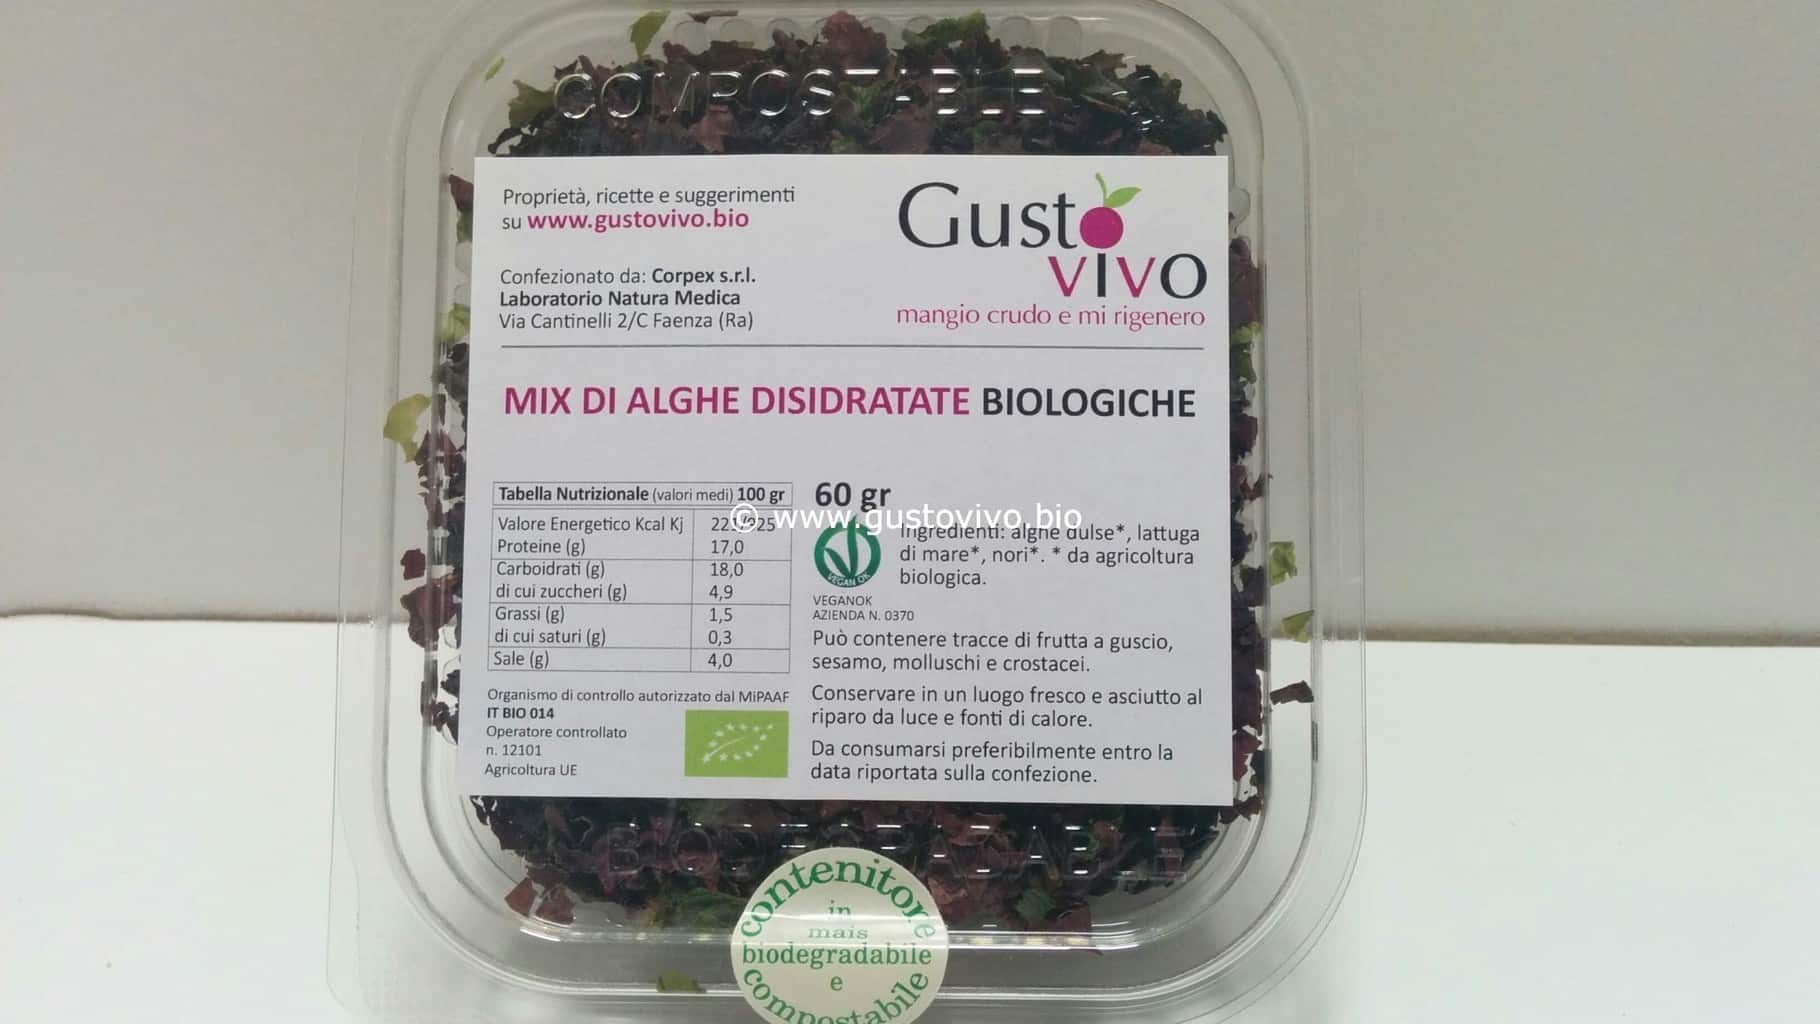 COMPOSTABLE
Proprietà, ricette e suggerimenti
su www.gustovivo.bio
Gusto
vivo
mangio crudo e mi rigenero
Confezionato da: Corpex s.r.l.
Laboratorio Natura Medica
Via Cantinelli 2/C Faenza (Ra)
MIX DI ALGHE DISIDRATATE BIOLOGICHE
Tabella Nutrizionale (valori medi) 100 gr
Valore Energetico Kcal Kj
Proteine (g) 17,0
Carboidrati (g) 18,0
di cui zuccheri (g) 4,9
Grassi (g) 1,5
di cui saturi (g) 0,3
Sale (g) 4,0
Organismo di controllo autorizzato dal MiPAAF
IT BIO 014
Operatore controllato
n. 12101
Agricoltura UE
60 gr
© www.gustovivo.bio
VEGAN OK
VEGANOK
AZIENDA N. 0370
Ingredienti: alghe dulse*, lattuga
di mare*, nori*. * da agricoltura
biologica.
Può contenere tracce di frutta a guscio,
sesamo, molluschi e crostacei.
Conservare in un luogo fresco e asciutto al
riparo da luce e fonti di calore.
Da consumarsi preferibilmente entro la
data riportata sulla confezione.
BIODEGRADABLE
contenitore
in
mais
biodegradabile
e
compostabile